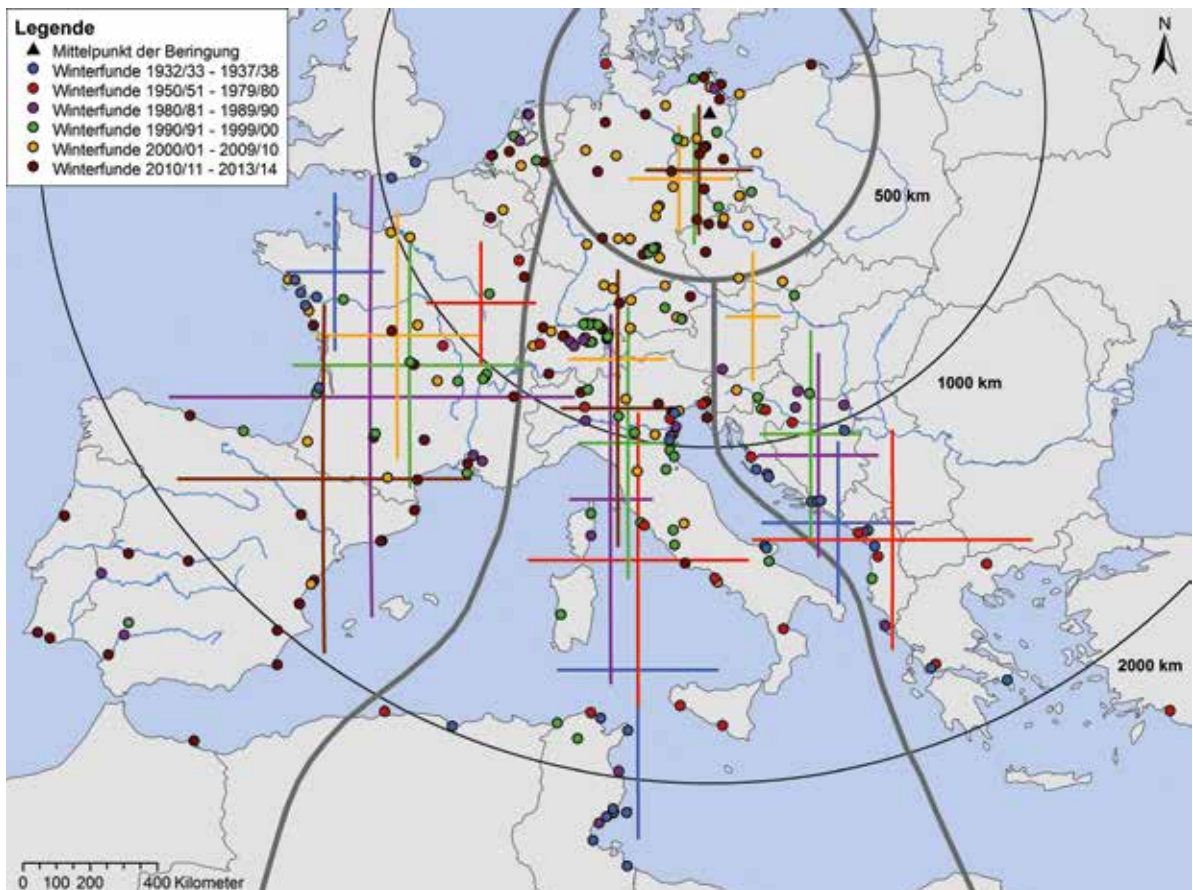 Legende
Mittelpunkt der Beringung
Winterfunde 1932/33 - 1937/38
Winterfunde 1950/51 - 1979/80
Winterfunde 1980/81 - 1989/90
Winterfunde 1990/91 - 1999/00
Winterfunde 2000/01 - 2009/10
Winterfunde 2010/11 - 2013/14
N
500 km
1000 km
2000 km
0 100 200 400 Kilometer